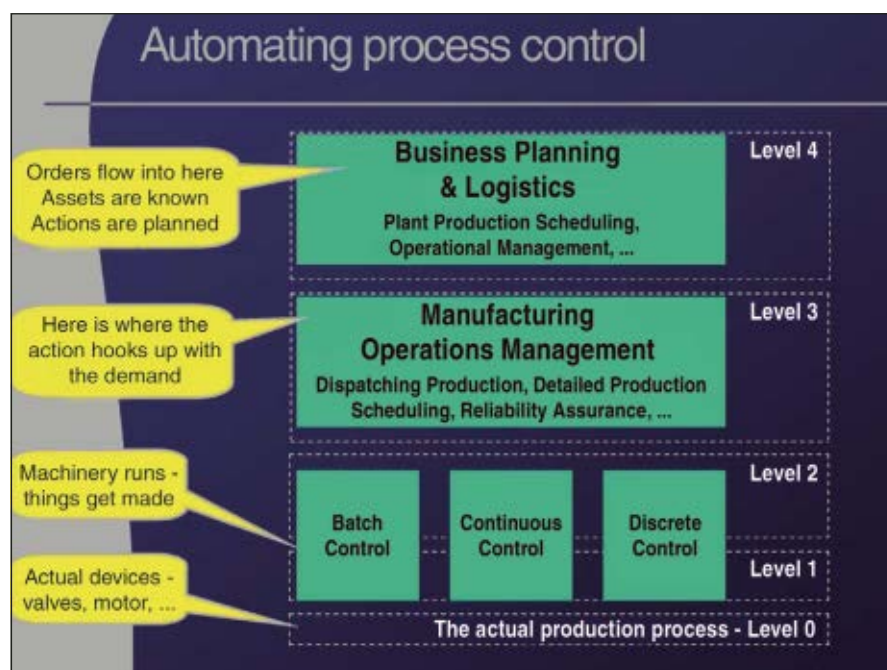 Automating process control
Orders flow into here
Assets are known
Actions are planned
Business Planning
& Logistics
Plant Production Scheduling,
Operational Management, ...
Level 4
Here is where the
action hooks up with
the demand
Manufacturing
Operations Management
Dispatching Production, Detailed Production
Scheduling, Reliability Assurance, ...
Level 3
Machinery runs -
things get made
Batch
Control
Continuous
Control
Discrete
Control
Level 2
Level 1
Actual devices -
valves, motor, ...
The actual production process - Level 0